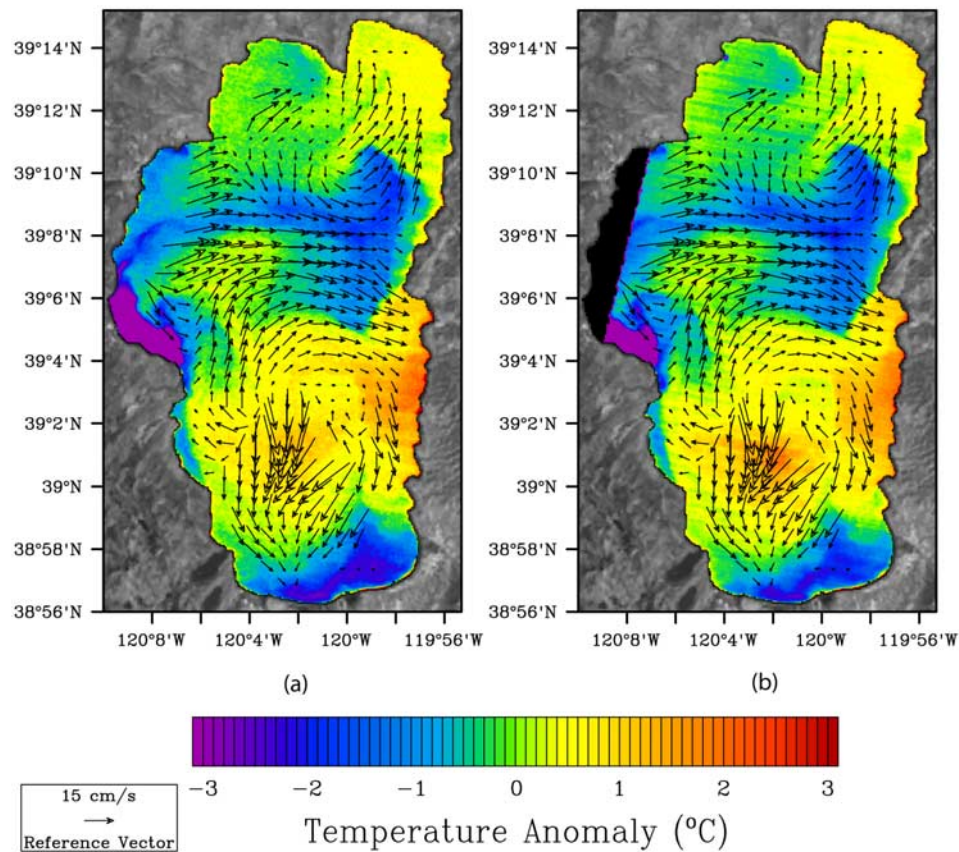 39°14'N
39°12'N
39°10'N
39°8'N
39°6'N
39°4'N
39°2'N
39°N
38°58'N
38°56'N
120°8'W 120°4'W 120°W 119°56'W
(a)
39°14'N
39°12'N
39°10'N
39°8'N
39°6'N
39°4'N
39°2'N
39°N
38°58'N
38°56'N
120°8'W 120°4'W 120°W 119°56'W
(b)
−3 −2 −1 0 1 2 3
15 cm/s
Reference Vector
Temperature Anomaly (ºC)